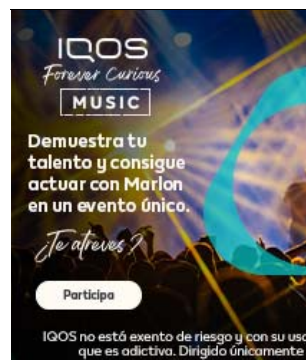 IQOS
Forever Curious
MUSIC
Demuestra tu
talento y consigue
actuar con Marlon
en un evento único.
¿Te atreves?
Participa
IQOS no está exento de riesgo y con su uso
que es adictiva. Dirigido únicamente